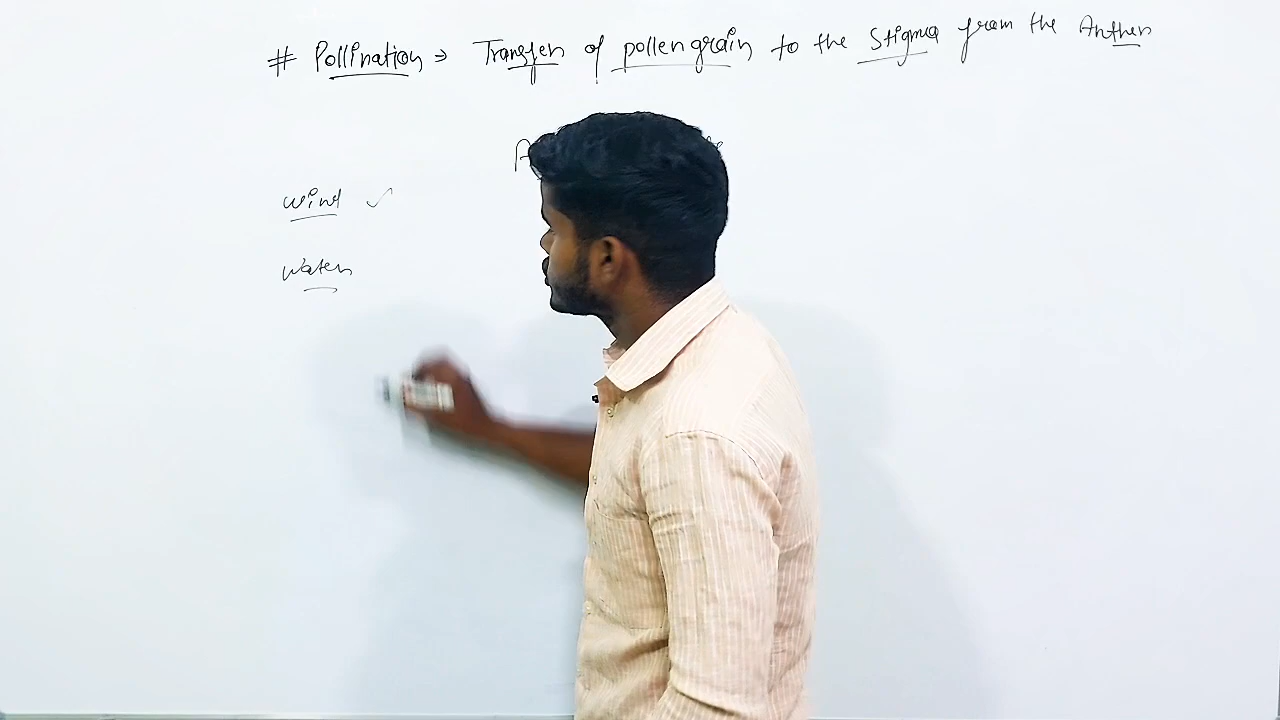 # Pollination ⇒ Transfer of pollengrain to the Stigma from the Anther
Wind ✓
Water